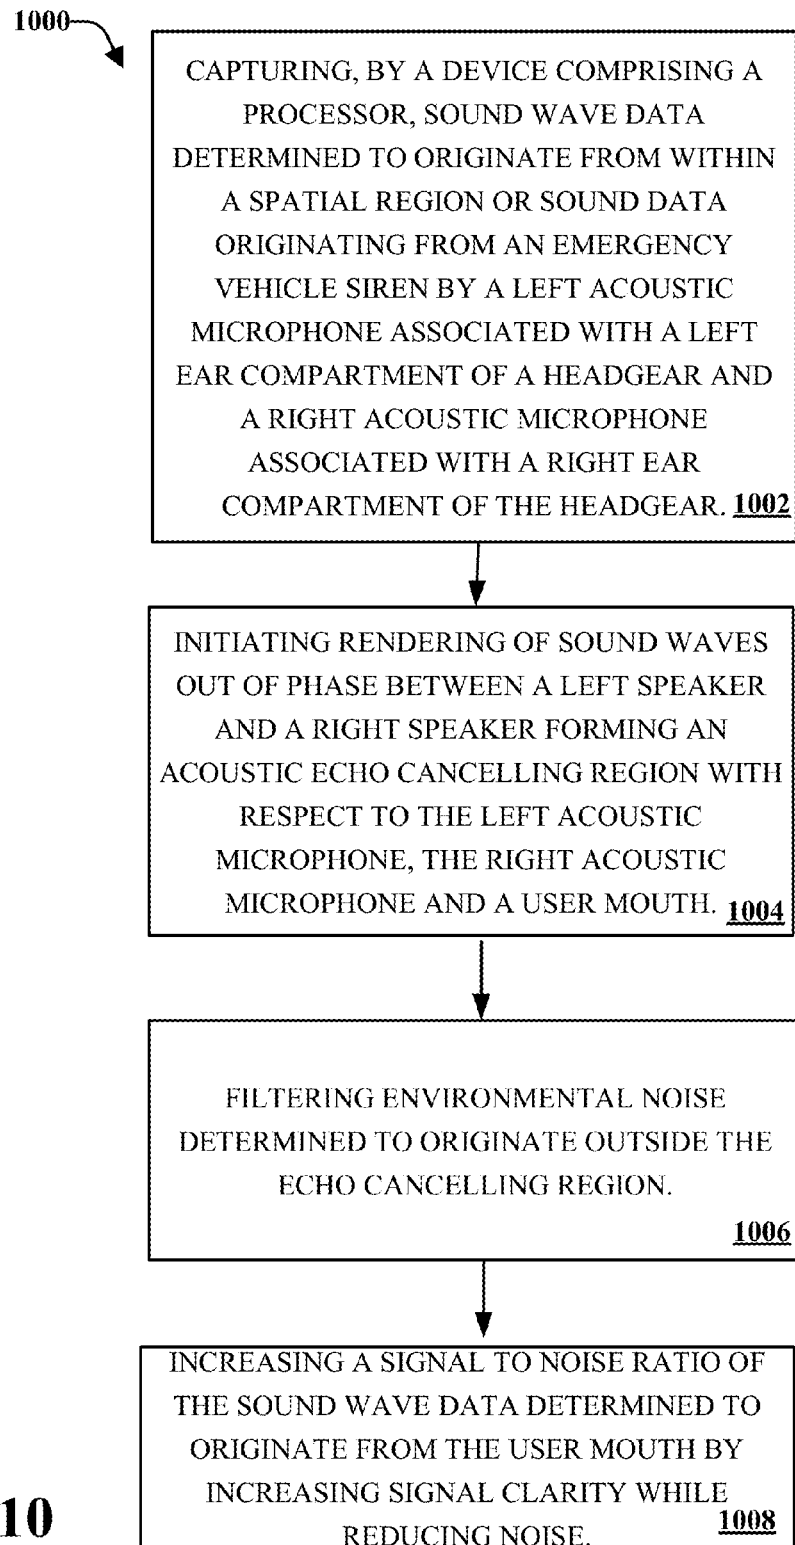 1000
CAPTURING, BY A DEVICE COMPRISING A
PROCESSOR, SOUND WAVE DATA
DETERMINED TO ORIGINATE FROM WITHIN
A SPATIAL REGION OR SOUND DATA
ORIGINATING FROM AN EMERGENCY
VEHICLE SIREN BY A LEFT ACOUSTIC
MICROPHONE ASSOCIATED WITH A LEFT
EAR COMPARTMENT OF A HEADGEAR AND
A RIGHT ACOUSTIC MICROPHONE
ASSOCIATED WITH A RIGHT EAR
COMPARTMENT OF THE HEADGEAR. 1002
INITIATING RENDERING OF SOUND WAVES
OUT OF PHASE BETWEEN A LEFT SPEAKER
AND A RIGHT SPEAKER FORMING AN
ACOUSTIC ECHO CANCELLING REGION WITH
RESPECT TO THE LEFT ACOUSTIC
MICROPHONE, THE RIGHT ACOUSTIC
MICROPHONE AND A USER MOUTH. 1004
FILTERING ENVIRONMENTAL NOISE
DETERMINED TO ORIGINATE OUTSIDE THE
ECHO CANCELLING REGION.
1006
INCREASING A SIGNAL TO NOISE RATIO OF
THE SOUND WAVE DATA DETERMINED TO
ORIGINATE FROM THE USER MOUTH BY
INCREASING SIGNAL CLARITY WHILE
REDUCING NOISE. 1008
10